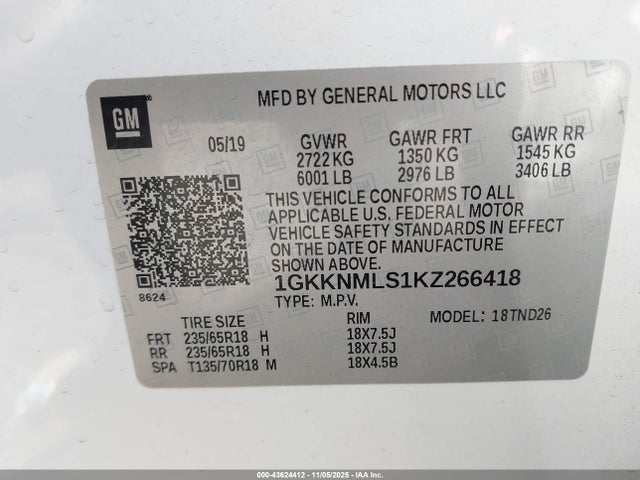 GM
MFD BY GENERAL MOTORS LLC
05/19 GVWR GAWR FRT GAWR RR
2722 KG 1350 KG 1545 KG
6001 LB 2976 LB 3406 LB
THIS VEHICLE CONFORMS TO ALL
APPLICABLE U.S. FEDERAL MOTOR
VEHICLE SAFETY STANDARDS IN EFFECT
ON THE DATE OF MANUFACTURE
SHOWN ABOVE.
8624
1GKKNMLS1KZ266418
TYPE: M.P.V.
TIRE SIZE RIM MODEL: 18TND26
FRT 235/65R18 H 18X7.5J
RR 235/65R18 H 18X7.5J
SPA T135/70R18 M 18X4.5B
000-43624412 - 11/05/2025 - IAAI.com